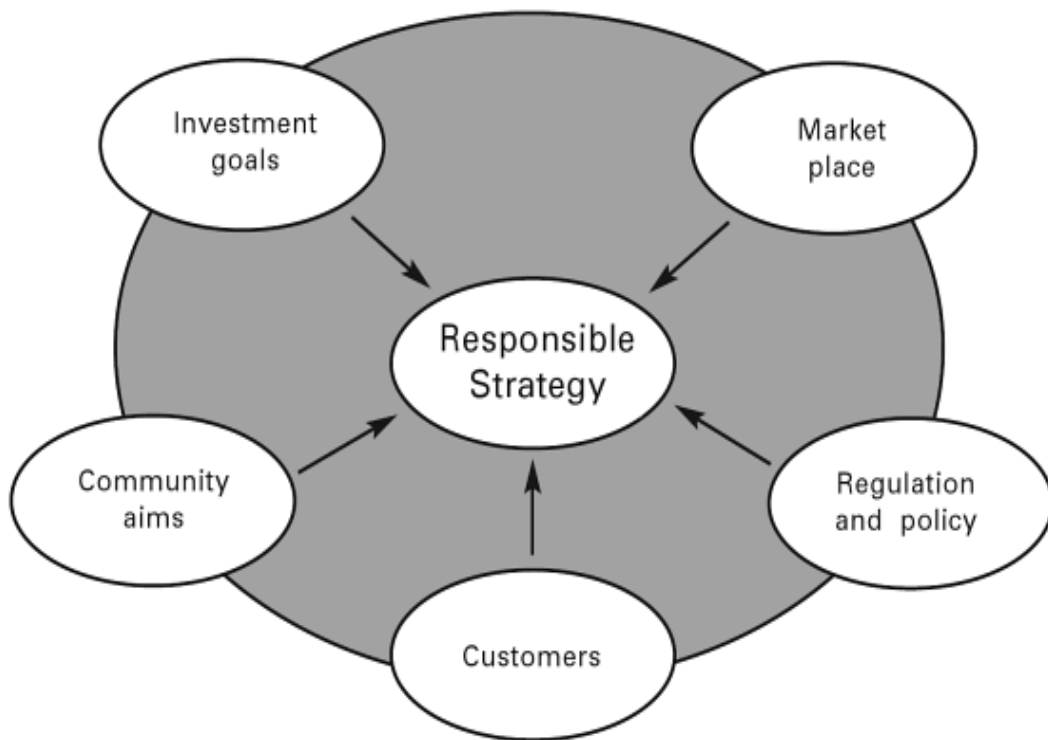 Investment
goals
Market
place
Responsible
Strategy
Community
aims
Regulation
and policy
Customers